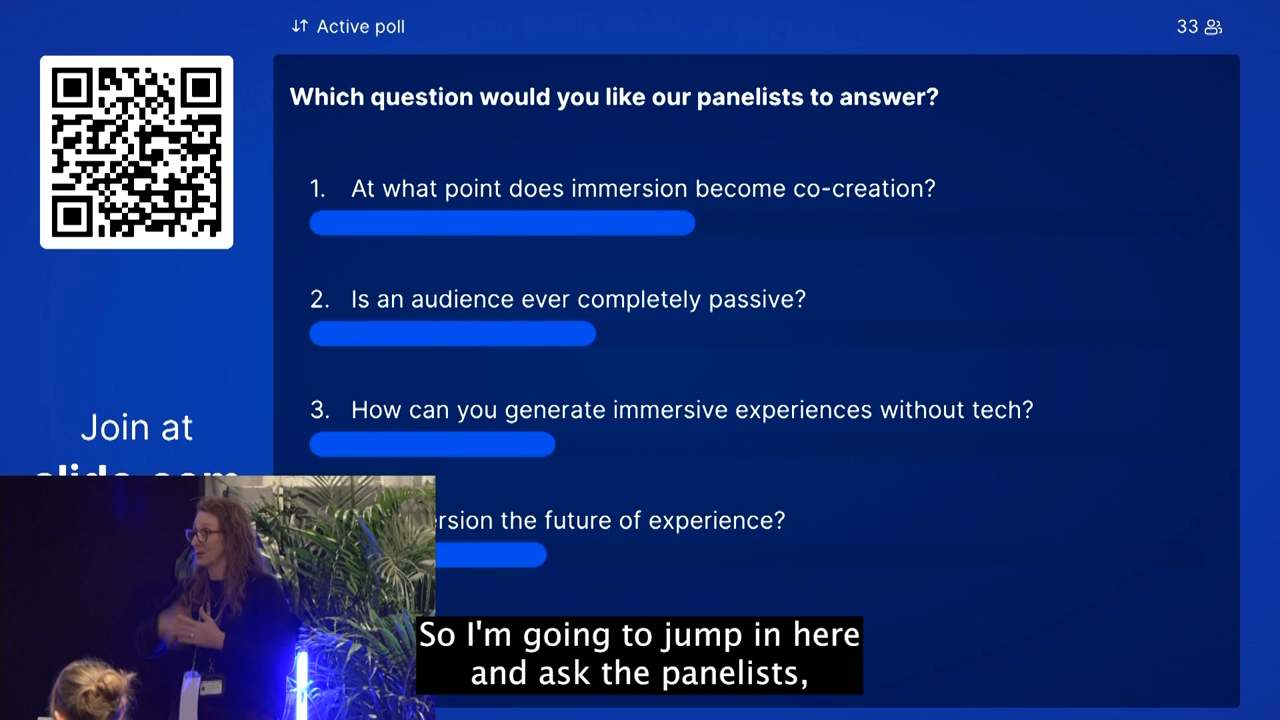 Active poll
33
Which question would you like our panelists to answer?
1. At what point does immersion become co-creation?
2. Is an audience ever completely passive?
3. How can you generate immersive experiences without tech?
the future of experience?
Join at
So I'm going to jump in here
and ask the panelists,